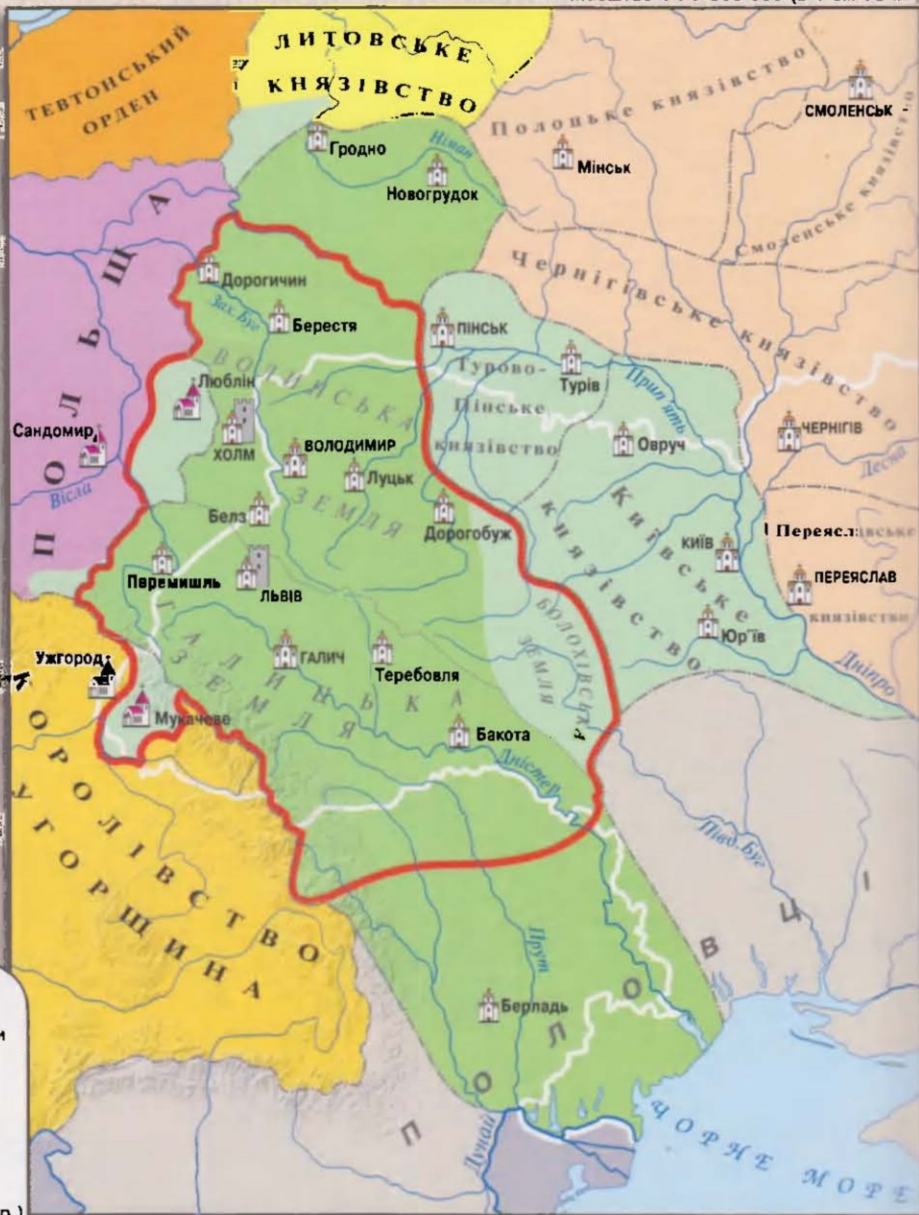 ТЕВТОНСЬКИЙ
ОРДЕН
ЛИТОВСЬКЕ
КНЯЗІВСТВО
Полоцьке князівство
СМОЛЕНСЬК
Смоленське князівство
Гродно
Німан
Мінськ
Новогрудок
ПОЛЬЩА
Чернігівське князівство
Дорогичин
Зах. Буг
Берестя
ПІНСЬК
Турово-
Пінське
князівство
Турів
Прип'ять
ВОЛИНСЬКА
ЗЕМЛЯ
Люблін
ХОЛМ
Сандомир
Вісла
ВОЛОДИМИР
Луцьк
Овруч
ЧЕРНІГІВ
Десна
Белз
Дорогобуж
Київське
князівство
КИЇВ
Переясл
вське
ПЕРЕЯСЛАВ
князівство
Перемишль
ЛЬВІВ
Юр'їв
БОЛОХІВСЬКА
ЗЕМЛЯ
Дніпро
Ужгород
ГАЛИЧ
Теребовля
ГАЛИЦЬКА
ЗЕМЛЯ
Мукачеве
Бакота
Дністер
КОРОЛІВСТВО
УГОРЩИНА
Півд. Буг
Прут
Берладь
ПОЛОВЦІ
Дунай
ЧОРНЕ МОРЕ